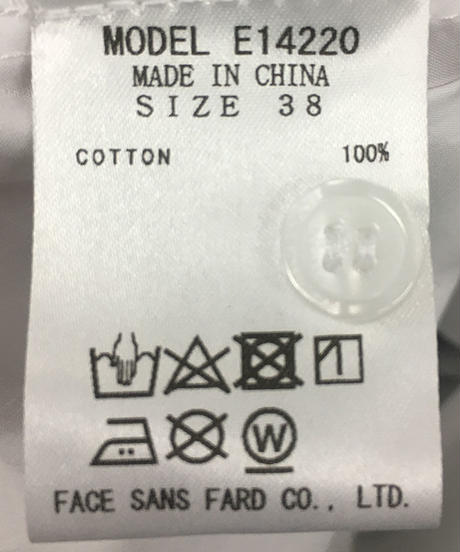 MODEL E14220
MADE IN CHINA
SIZE 38
COTTON 100%
W
FACE SANS FARD CO., LTD.